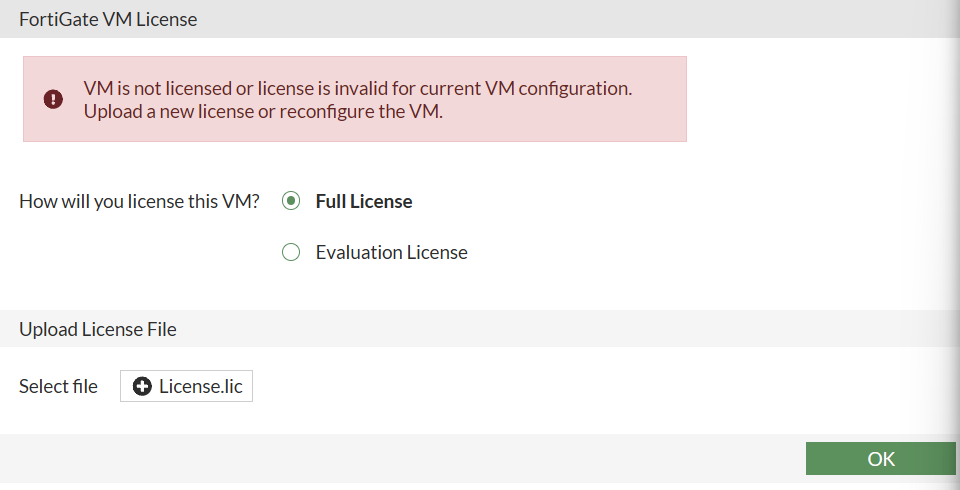 FortiGate VM License
VM is not licensed or license is invalid for current VM configuration.
Upload a new license or reconfigure the VM.
How will you license this VM? Full License
Evaluation License
Upload License File
Select file License.lic
OK